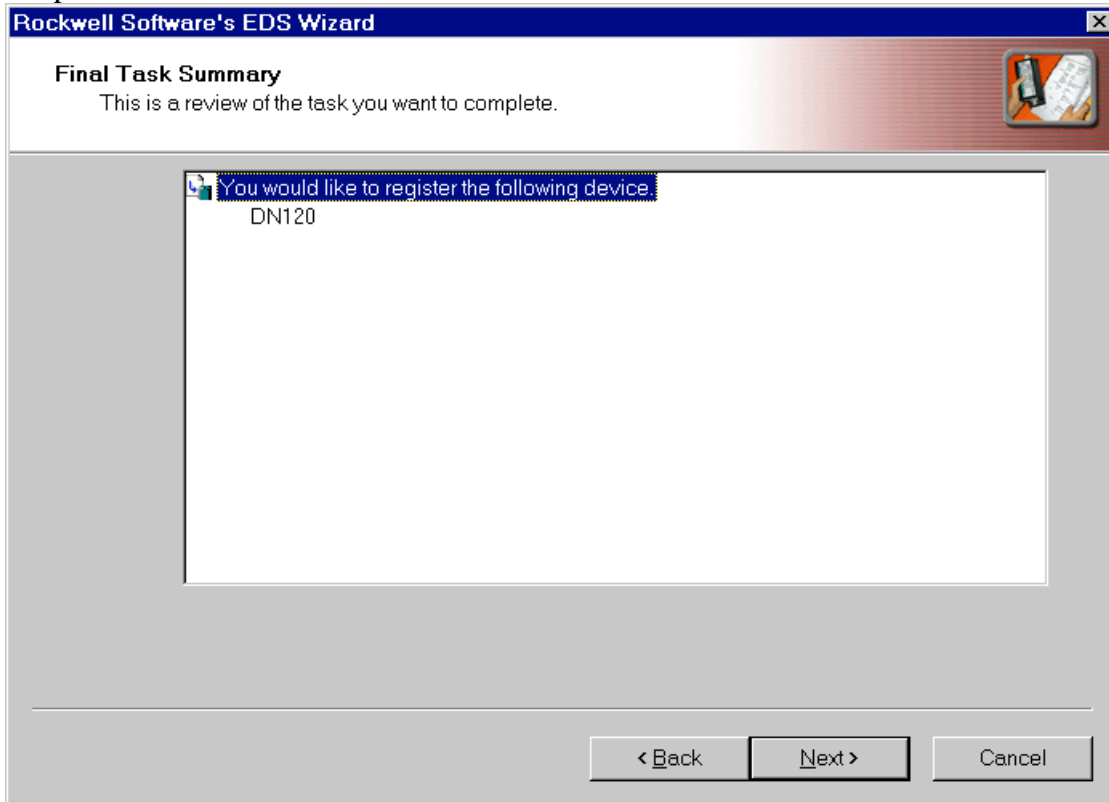 Rockwell Software's EDS Wizard
Final Task Summary
This is a review of the task you want to complete.
You would like to register the following device.
DN120
< Back
Next >
Cancel